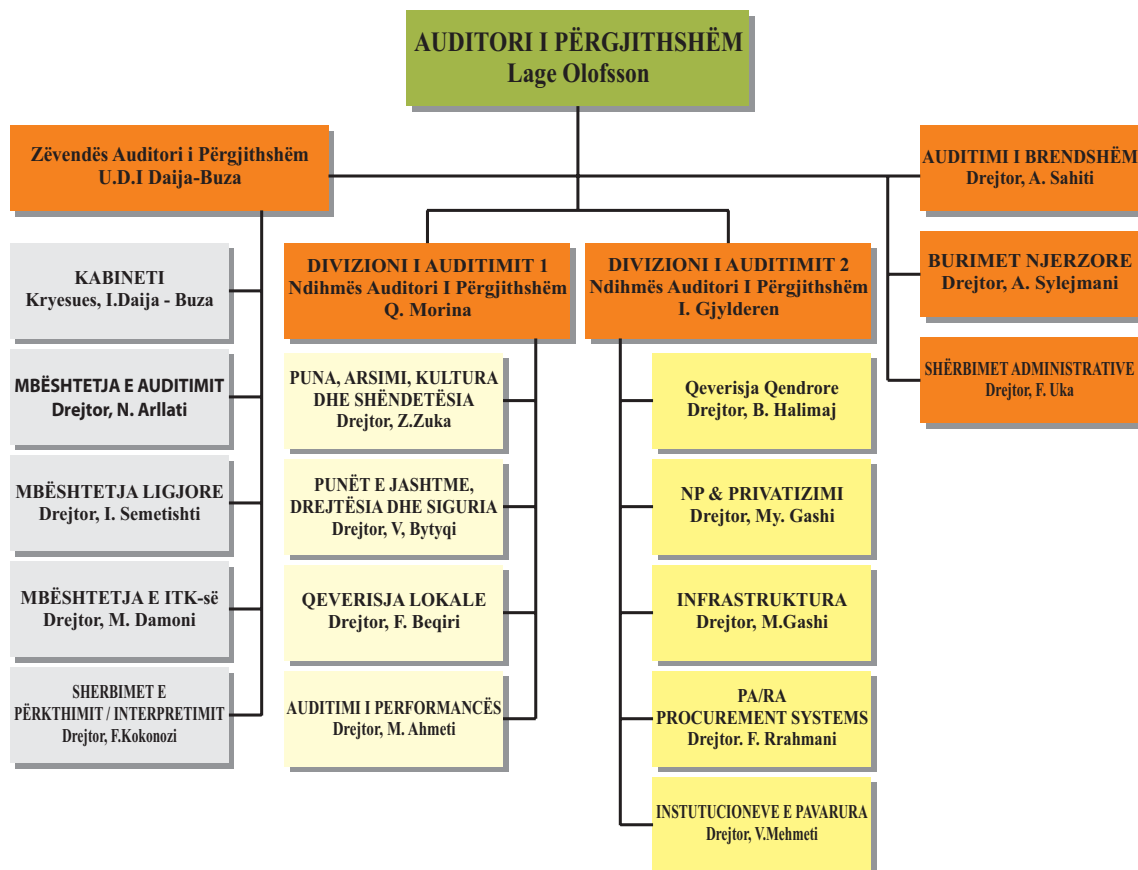 AUDITORI I PËRGJITHSHËM
Lage Olofsson
Zëvendës Auditori i Përgjithshëm
U.D.I Daija-Buza
AUDITIMI I BRENDSHËM
Drejtor, A. Sahiti
BURIMET NJERZORE
Drejtor, A. Sylejmani
SHËRBIMET ADMINISTRATIVE
Drejtor, F. Uka
KABINETI
Kryesues, I.Daija - Buza
MBËSHTETJA E AUDITIMIT
Drejtor, N. Arllati
MBËSHTETJA LIGJORE
Drejtor, I. Semetishti
MBËSHTETJA E ITK-së
Drejtor, M. Damoni
SHERBIMET E
PËRKTHIMIT / INTERPRETIMIT
Drejtor, F.Kokonozi
DIVIZIONI I AUDITIMIT 1
Ndihmës Auditori I Përgjithshëm
Q. Morina
PUNA, ARSIMI, KULTURA
DHE SHËNDETËSIA
Drejtor, Z.Zuka
PUNËT E JASHTME,
DREJTËSIA DHE SIGURIA
Drejtor, V, Bytyqi
QEVERISJA LOKALE
Drejtor, F. Beqiri
AUDITIMI I PERFORMANCËS
Drejtor, M. Ahmeti
DIVIZIONI I AUDITIMIT 2
Ndihmës Auditori I Përgjithshëm
I. Gjylderen
Qeverisja Qendrore
Drejtor, B. Halimaj
NP & PRIVATIZIMI
Drejtor, My. Gashi
INFRASTRUKTURA
Drejtor, M.Gashi
PA/RA
PROCUREMENT SYSTEMS
Drejtor. F. Rrahmani
INSTUTUCIONEVE E PAVARURA
Drejtor, V.Mehmeti